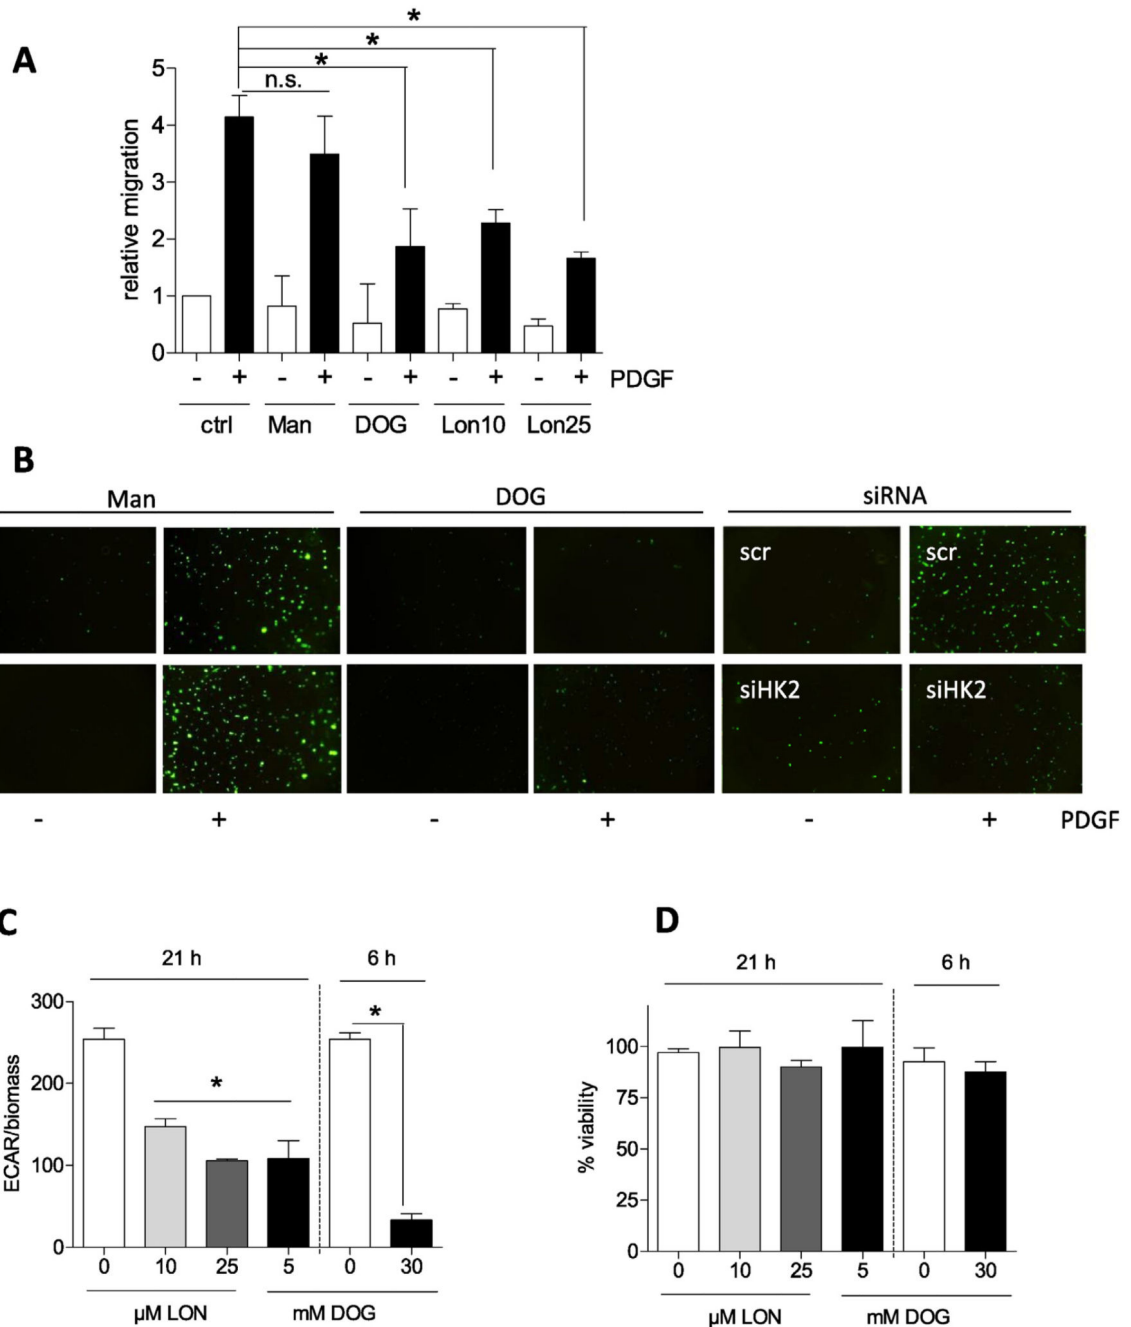 A
*
*
*
n.s.
5
4
3
2
1
0
relative migration
- + - + - + - + - + PDGF
ctrl Man DOG Lon10 Lon25
B
Man DOG siRNA
scr scr
siHK2 siHK2
- + - + - + PDGF
C
21 h 6 h
*
*
300
200
100
0
ECAR/biomass
0 10 25 5 0 30
µM LON mM DOG
D
21 h 6 h
100
75
50
25
0
% viability
0 10 25 5 0 30
µM LON mM DOG